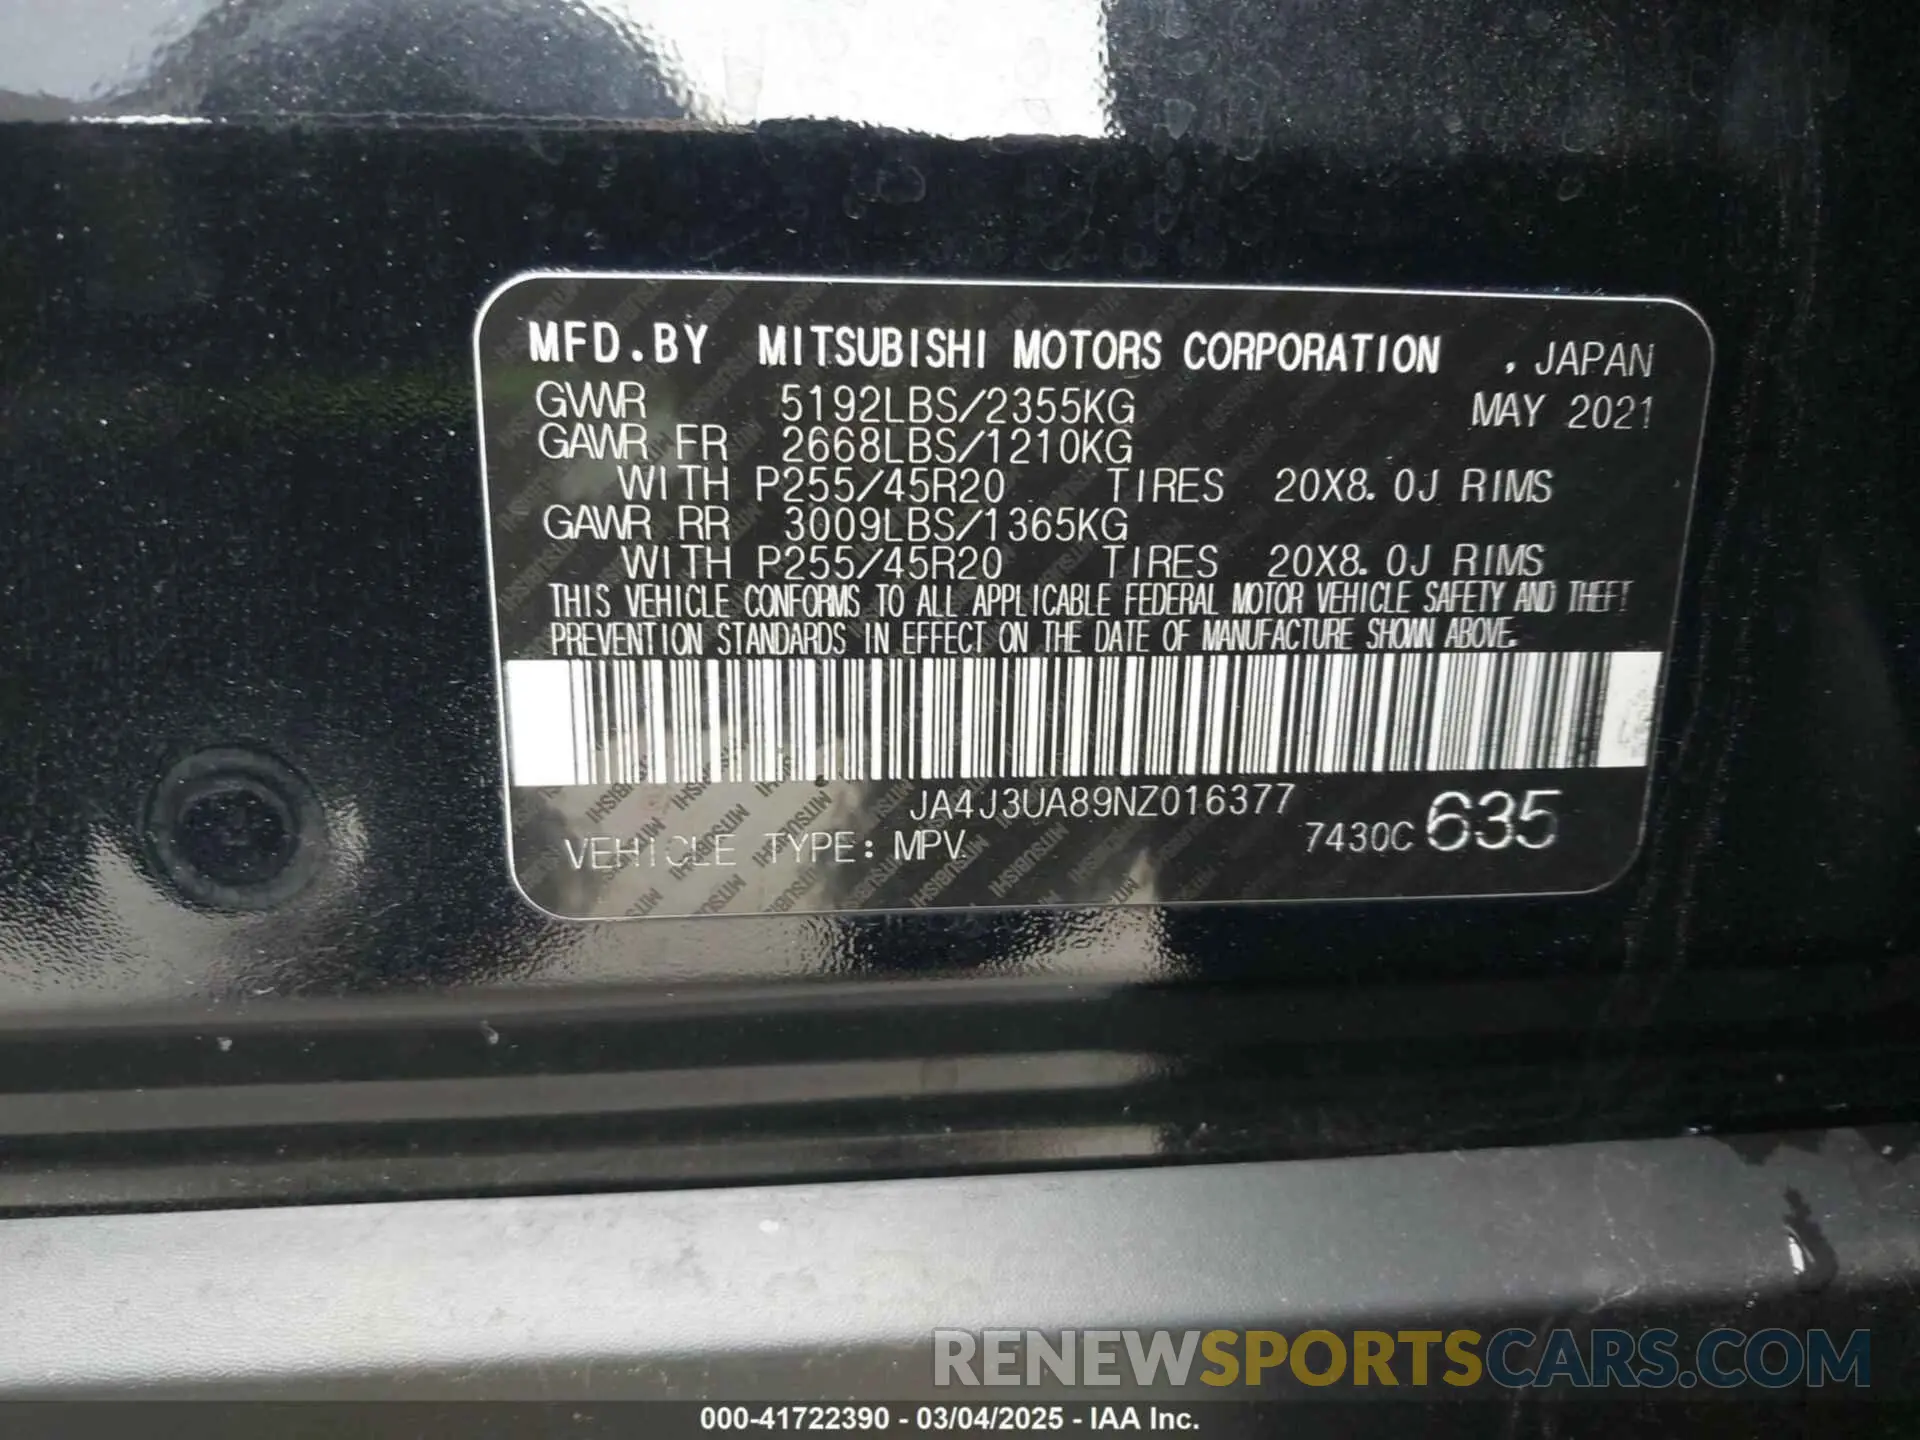 MFD.BY MITSUBISHI MOTORS CORPORATION , JAPAN
GVWR 5192LBS/2355KG MAY 2021
GAWR FR 2668LBS/1210KG
WITH P255/45R20 TIRES 20X8.0J RIMS
GAWR RR 3009LBS/1365KG
WITH P255/45R20 TIRES 20X8.0J RIMS
THIS VEHICLE CONFORMS TO ALL APPLICABLE FEDERAL MOTOR VEHICLE SAFETY AND THEFT
PREVENTION STANDARDS IN EFFECT ON THE DATE OF MANUFACTURE SHOWN ABOVE.
JA4J3UA89NZ016377
VEHICLE TYPE: MPV 7430C 635
RENEWSPORTSCARS.COM
000-41722390 - 03/04/2025 - IAA Inc.